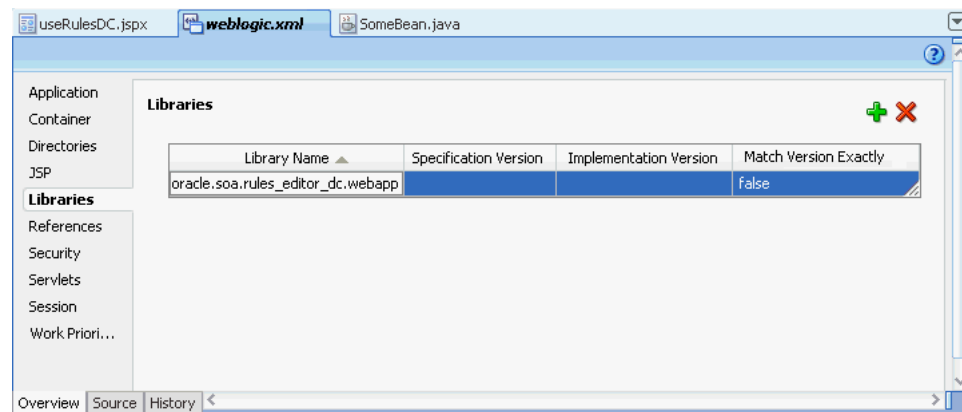 useRulesDC.jspx weblogic.xml SomeBean.java
Application
Container
Directories
JSP
Libraries
References
Security
Servlets
Session
Work Priori...
Libraries
Library Name Specification Version Implementation Version Match Version Exactly
oracle.soa.rules_editor_dc.webapp false
Overview Source History